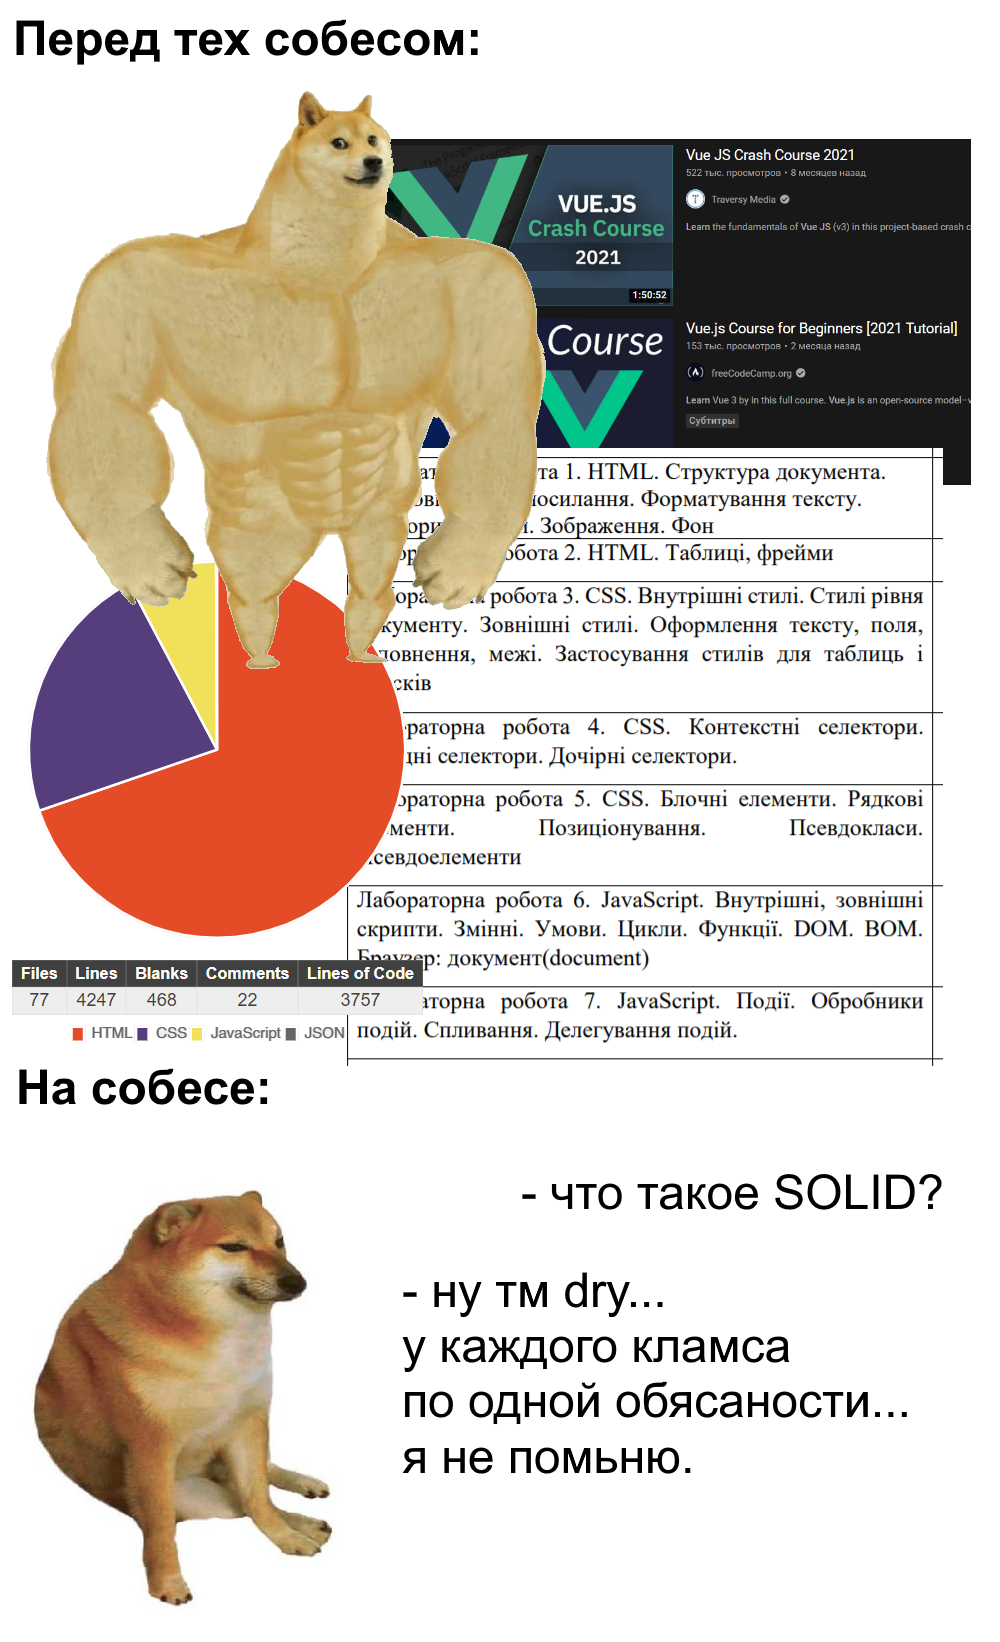 Перед тех собесом:
VUE.JS
Crash Course
2021
1:50:52
Vue JS Crash Course 2021
522 тыс. просмотров • 8 месяцев назад
Traversy Media
Learn the fundamentals of Vue JS (v3) in this project-based crash c
Course
Vue.js Course for Beginners [2021 Tutorial]
153 тыс. просмотров • 2 месяца назад
freeCodeCamp.org
Learn Vue 3 by in this full course. Vue.js is an open-source model–v
Субтитры
та 1. HTML. Структура документа.
посилання. Форматування тексту.
Зображення. Фон
обота 2. HTML. Таблиці, фрейми
робота 3. CSS. Внутрішні стилі. Стилі рівня
кументу. Зовнішні стилі. Оформлення тексту, поля,
повнення, межі. Застосування стилів для таблиць і
сків
раторна робота 4. CSS. Контекстні селектори.
дні селектори. Дочірні селектори.
ораторна робота 5. CSS. Блочні елементи. Рядкові
менти. Позиціонування. Псевдокласи.
севдоелементи
Лабораторна робота 6. JavaScript. Внутрішні, зовнішні
скрипти. Змінні. Умови. Цикли. Функції. DOM. BOM.
Браузер: документ(document)
аторна робота 7. JavaScript. Події. Обробники
подій. Спливання. Делегування подій.
Files Lines Blanks Comments Lines of Code
77 4247 468 22 3757
HTML CSS JavaScript JSON
На собесе:
- что такое SOLID?
- ну тм dry...
у каждого кламса
по одной обясаности...
я не помьню.